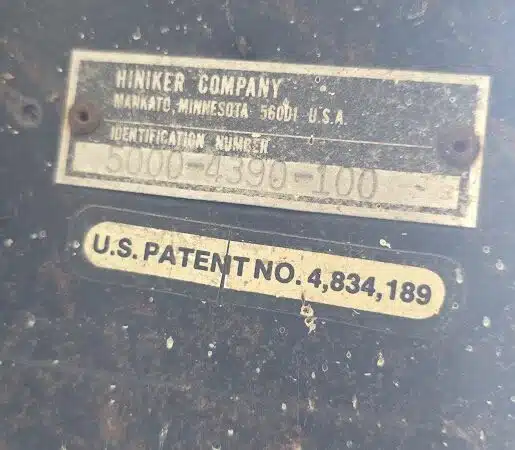 HINIKER COMPANY
MANKATO, MINNESOTA 56001 U.S.A.
IDENTIFICATION NUMBER
5000-4390-100
U.S. PATENT NO. 4,834,189